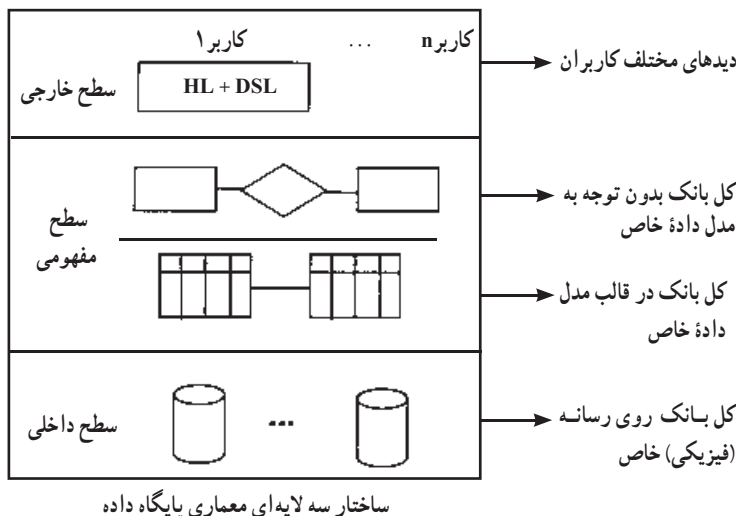 کاربر ۱ ... کاربر n
دیدهای مختلف کاربران
HL + DSL
سطح خارجی
کل بانک بدون توجه به
مدل دادهٔ خاص
سطح
مفهومی
کل بانک در قالب مدل
دادهٔ خاص
کل بانک روی رسانه
(فیزیکی) خاص
سطح داخلی
...
ساختار سه لایه‌ای معماری پایگاه داده